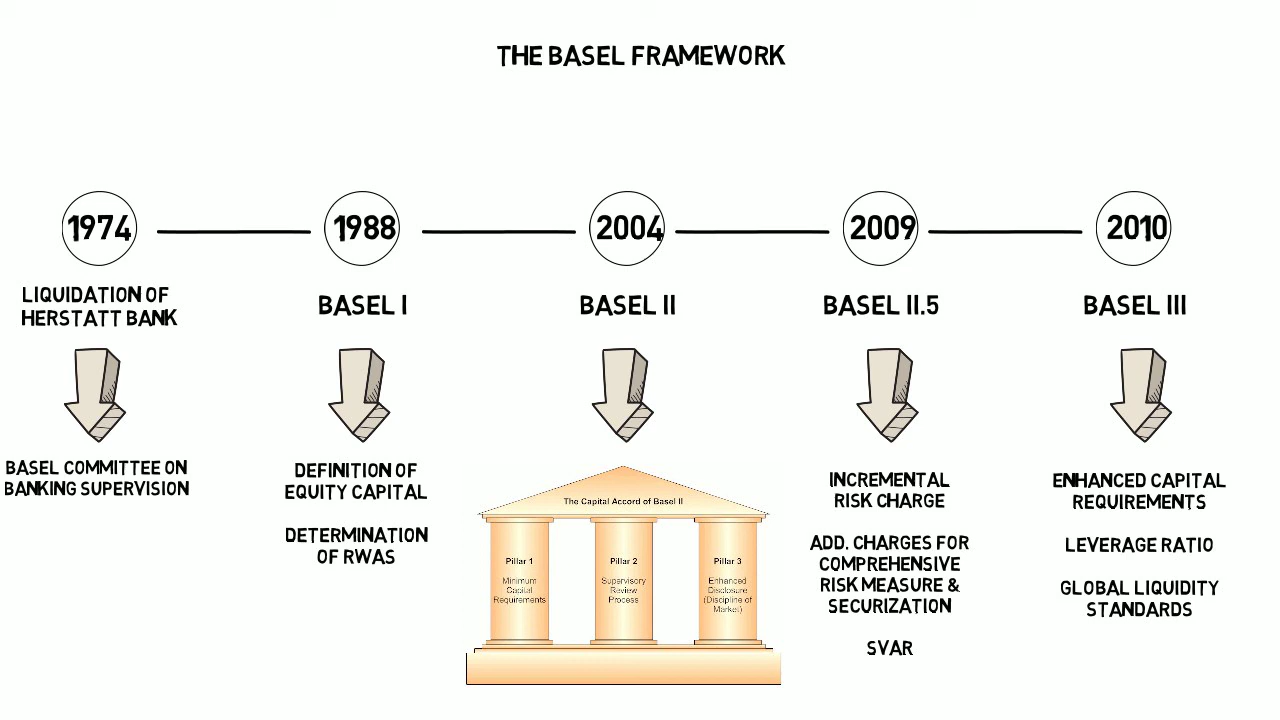 THE BASEL FRAMEWORK
1974
1988
2004
2009
2010
LIQUIDATION OF
HERSTATT BANK
BASEL I
BASEL II
BASEL II.5
BASEL III
BASEL COMMITTEE ON
BANKING SUPERVISION
DEFINITION OF
EQUITY CAPITAL
DETERMINATION
OF RWAS
The Capital Accord of Basel II
Pillar 1
Minimum
Capital
Requirements
Pillar 2
Supervisory
Review
Process
Pillar 3
Enhanced
Disclosure
(Discipline of
Market)
INCREMENTAL
RISK CHARGE
ADD. CHARGES FOR
COMPREHENSIVE
RISK MEASURE &
SECURIZATION
SVAR
ENHANCED CAPITAL
REQUIREMENTS
LEVERAGE RATIO
GLOBAL LIQUIDITY
STANDARDS